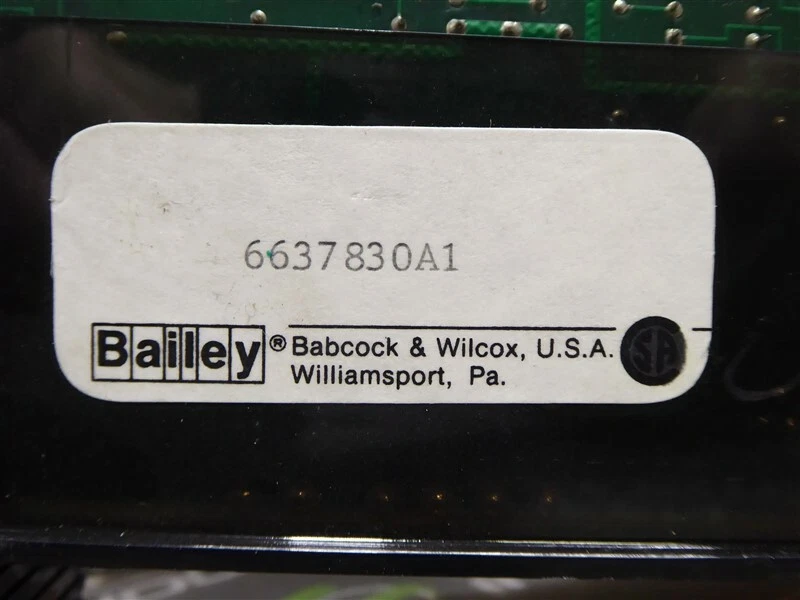 6637830A1
Bailey® Babcock & Wilcox, U.S.A.
Williamsport, Pa.